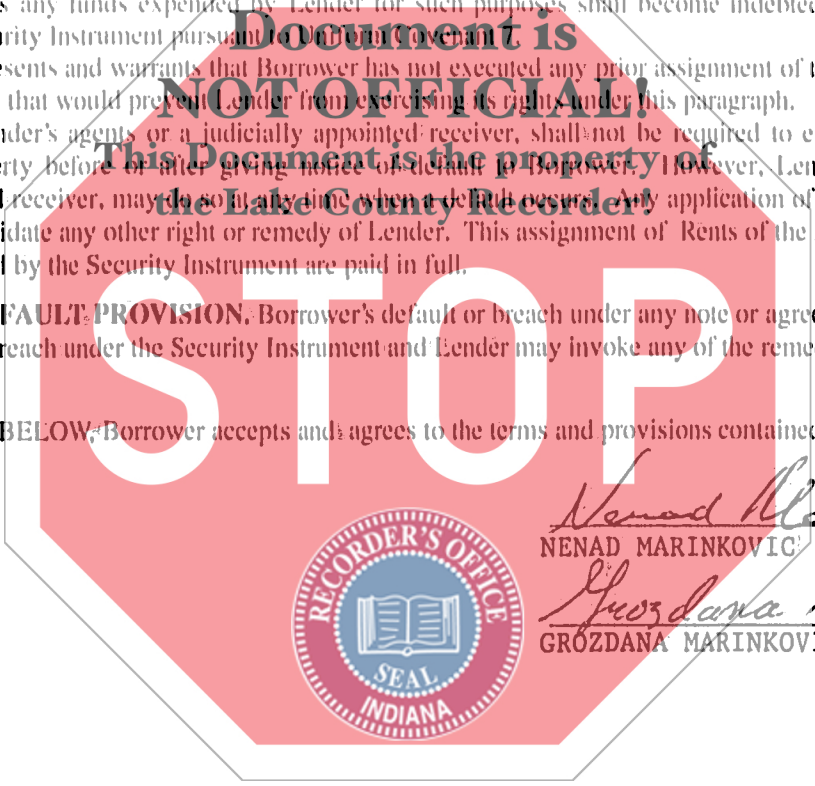 s any funds expended by Lender for such purposes shall become indebted
Document is
rity Instrument pursuant to Uniform Covenant 7.
sents and warrants that Borrower has not executed any prior assignment of t
NOT OFFICIAL!
that would prevent Lender from exercising its rights under this paragraph.
nder's agents or a judicially appointed receiver, shall not be required to e
This Document is the property of
rty before or after giving notice of default to Borrower. However, Len
the Lake County Recorder!
receiver, may do so at any time when a default occurs. Any application of
idate any other right or remedy of Lender. This assignment of Rents of the
by the Security Instrument are paid in full.
FAULT PROVISION. Borrower's default or breach under any note or agree
reach under the Security Instrument and Lender may invoke any of the reme
STOP
BELOW, Borrower accepts and agrees to the terms and provisions contained
Nenad
NENAD MARINKOVIC
Grozdana
GROZDANA MARINKOVI
RECORDER'S OFFICE
SEAL
INDIANA